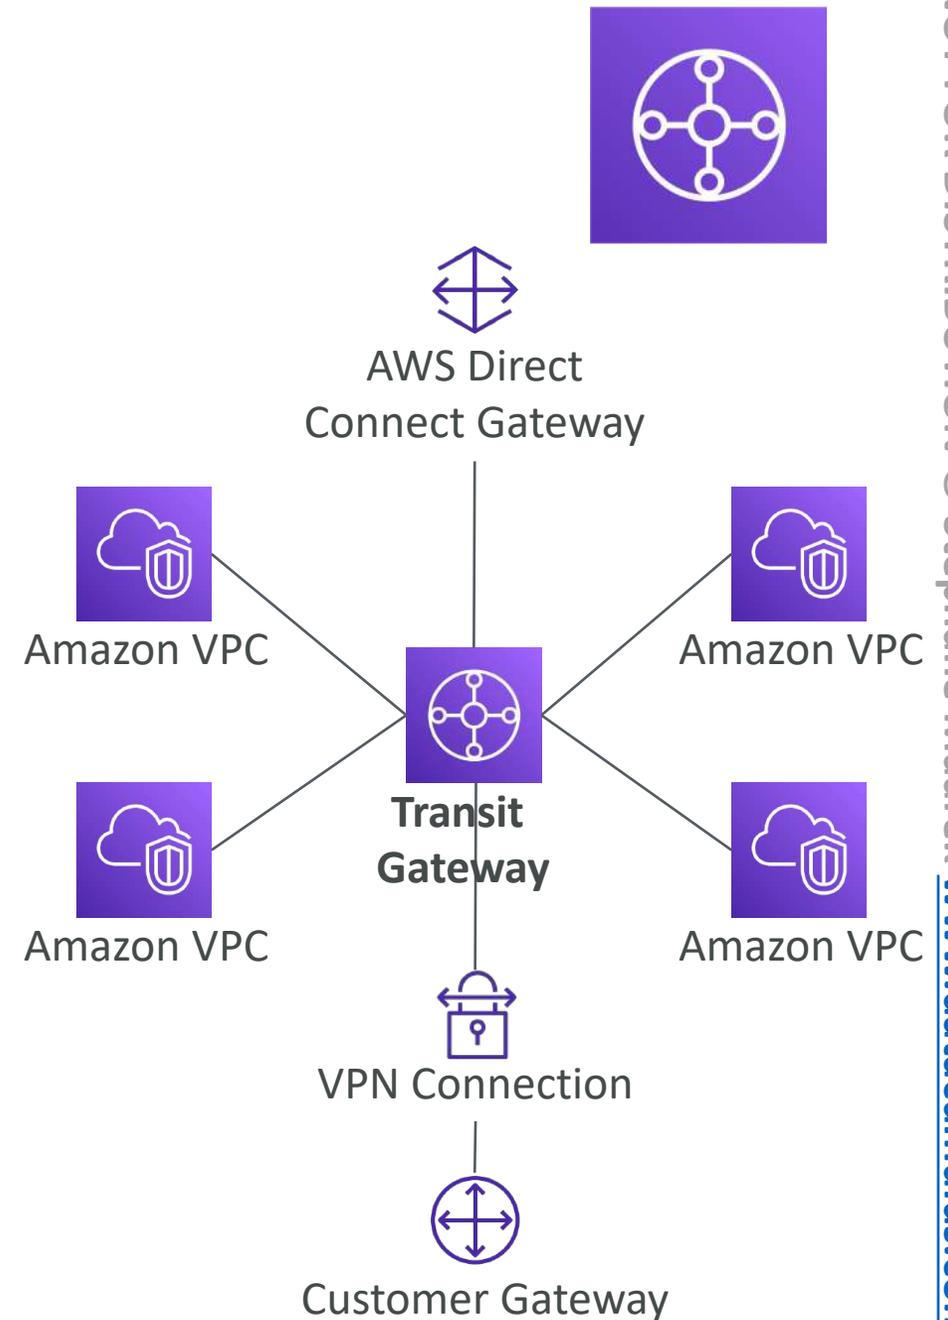 AWS Direct
Connect Gateway
Amazon VPC
Amazon VPC
Transit
Gateway
Amazon VPC
Amazon VPC
VPN Connection
Customer Gateway